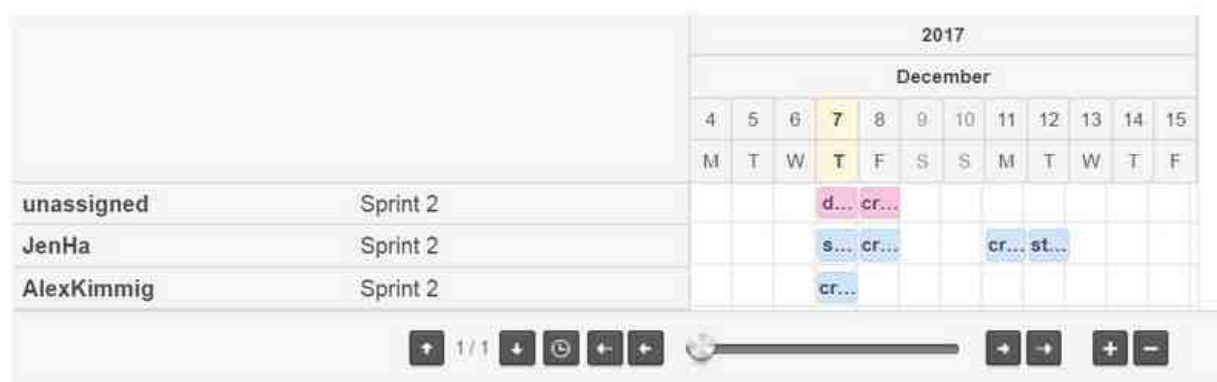 2017
December
4 5 6 7 8 9 10 11 12 13 14 15
M T W T F S S M T W T F
unassigned Sprint 2 d... cr...
JenHa Sprint 2 s... cr... cr... st...
AlexKimmig Sprint 2 cr...
1/1